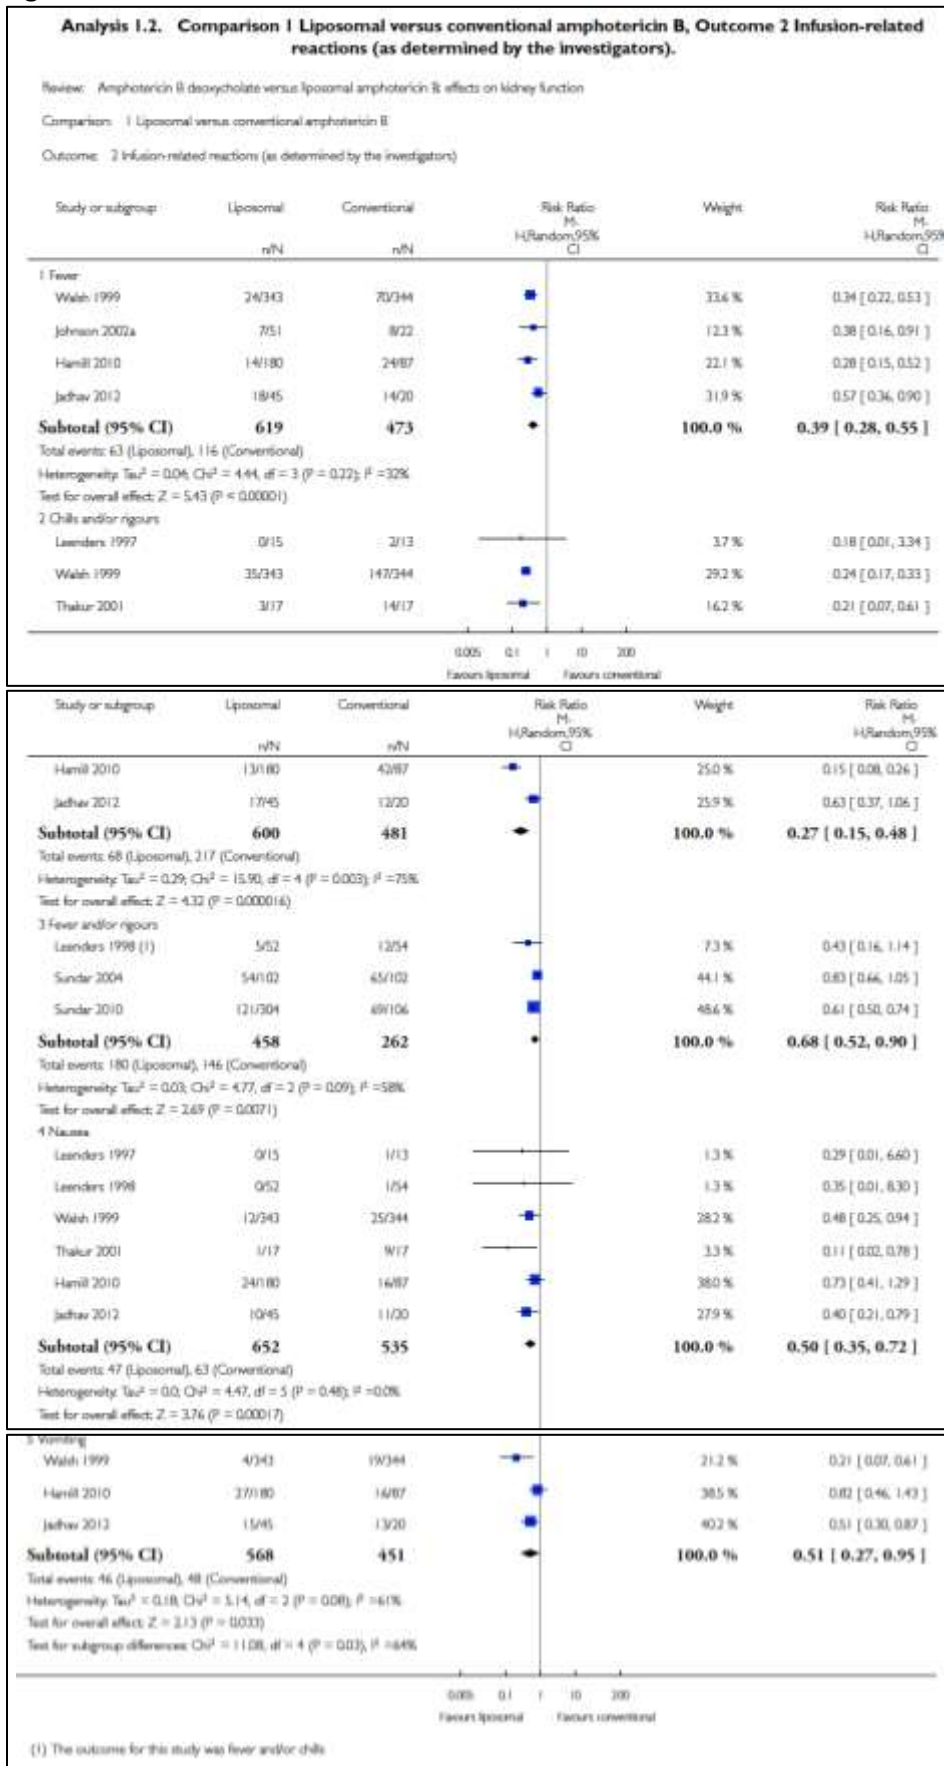 Analysis 1.2. Comparison 1 Liposomal versus conventional amphotericin B, Outcome 2 Infusion-related
reactions (as determined by the investigators).
Review: Amphotericin B deoxycholate versus liposomal amphotericin B: effects on kidney function
Comparison: 1 Liposomal versus conventional amphotericin B
Outcome: 2 Infusion-related reactions (as determined by the investigators)
Study or subgroup Liposomal Conventional Risk Ratio Weight Risk Ratio
M- M-
n/N n/N H,Random,95% CI H,Random,95% CI
1 Fever
Walsh 1999 24/343 70/344 33.6 % 0.34 [ 0.22, 0.53 ]
Johnson 2002a 7/51 8/22 12.3 % 0.38 [ 0.16, 0.91 ]
Hamill 2010 14/180 24/87 22.1 % 0.28 [ 0.15, 0.52 ]
Jadhav 2012 18/45 14/20 31.9 % 0.57 [ 0.36, 0.90 ]
Subtotal (95% CI) 619 473 100.0 % 0.39 [ 0.28, 0.55 ]
Total events: 63 (Liposomal), 116 (Conventional)
Heterogeneity: Tau² = 0.04; Chi² = 4.44, df = 3 (P = 0.22); I² =32%
Test for overall effect: Z = 5.43 (P < 0.00001)
2 Chills and/or rigours
Leenders 1997 0/15 2/13 3.7 % 0.18 [ 0.01, 3.34 ]
Walsh 1999 35/343 147/344 29.2 % 0.24 [ 0.17, 0.33 ]
Thakur 2001 3/17 14/17 16.2 % 0.21 [ 0.07, 0.61 ]
0.005 0.1 1 10 200
Favours liposomal Favours conventional
Study or subgroup Liposomal Conventional Risk Ratio Weight Risk Ratio
M- M-
n/N n/N H,Random,95% CI H,Random,95% CI
Hamill 2010 13/180 42/87 25.0 % 0.15 [ 0.08, 0.26 ]
Jadhav 2012 17/45 12/20 25.9 % 0.63 [ 0.37, 1.06 ]
Subtotal (95% CI) 600 481 100.0 % 0.27 [ 0.15, 0.48 ]
Total events: 68 (Liposomal), 217 (Conventional)
Heterogeneity: Tau² = 0.29; Chi² = 15.90, df = 4 (P = 0.003); I² =75%
Test for overall effect: Z = 4.32 (P = 0.000016)
3 Fever and/or rigours
Leenders 1998 (1) 5/52 12/54 7.3 % 0.43 [ 0.16, 1.14 ]
Sundar 2004 54/102 65/102 44.1 % 0.83 [ 0.66, 1.05 ]
Sundar 2010 121/304 69/106 48.6 % 0.61 [ 0.50, 0.74 ]
Subtotal (95% CI) 458 262 100.0 % 0.68 [ 0.52, 0.90 ]
Total events: 180 (Liposomal), 146 (Conventional)
Heterogeneity: Tau² = 0.03; Chi² = 4.77, df = 2 (P = 0.09); I² =58%
Test for overall effect: Z = 2.69 (P = 0.0071)
4 Nausea
Leenders 1997 0/15 1/13 1.3 % 0.29 [ 0.01, 6.60 ]
Leenders 1998 0/52 1/54 1.3 % 0.35 [ 0.01, 8.30 ]
Walsh 1999 12/343 25/344 28.2 % 0.48 [ 0.25, 0.94 ]
Thakur 2001 1/17 9/17 3.3 % 0.11 [ 0.02, 0.78 ]
Hamill 2010 24/180 16/87 38.0 % 0.73 [ 0.41, 1.29 ]
Jadhav 2012 10/45 11/20 27.9 % 0.40 [ 0.21, 0.79 ]
Subtotal (95% CI) 652 535 100.0 % 0.50 [ 0.35, 0.72 ]
Total events: 47 (Liposomal), 63 (Conventional)
Heterogeneity: Tau² = 0.0; Chi² = 4.47, df = 5 (P = 0.48); I² =0.0%
Test for overall effect: Z = 3.76 (P = 0.00017)
5 Vomiting
Walsh 1999 4/343 19/344 21.2 % 0.21 [ 0.07, 0.61 ]
Hamill 2010 27/180 16/87 38.5 % 0.82 [ 0.46, 1.43 ]
Jadhav 2012 15/45 13/20 40.2 % 0.51 [ 0.30, 0.87 ]
Subtotal (95% CI) 568 451 100.0 % 0.51 [ 0.27, 0.95 ]
Total events: 46 (Liposomal), 48 (Conventional)
Heterogeneity: Tau² = 0.18; Chi² = 5.14, df = 2 (P = 0.08); I² =61%
Test for overall effect: Z = 2.13 (P = 0.033)
Test for subgroup differences: Chi² = 11.08, df = 4 (P = 0.03), I² =64%
0.005 0.1 1 10 200
Favours liposomal Favours conventional
(1) The outcome for this study was fever and/or chills